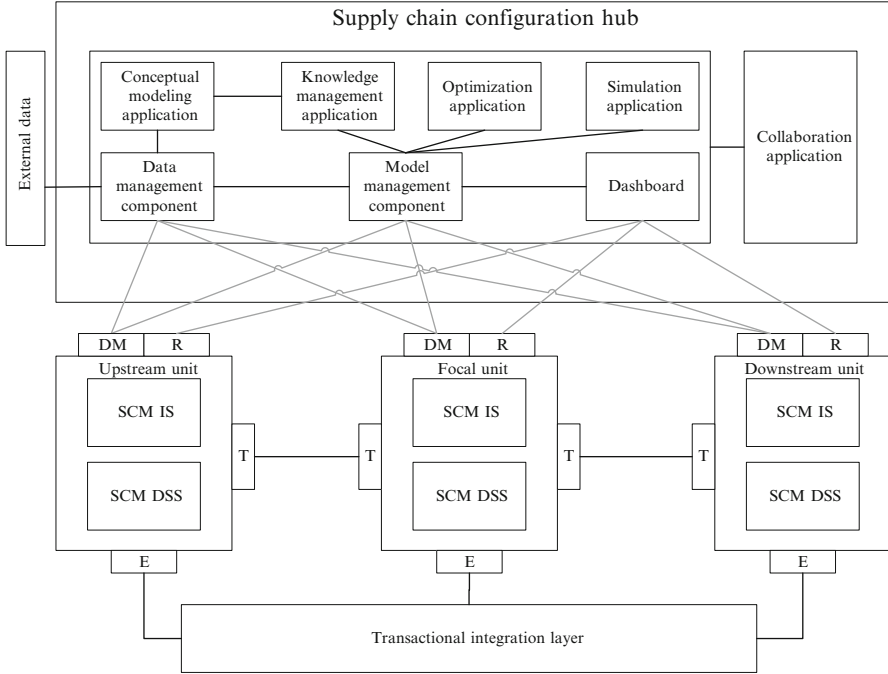 Supply chain configuration hub
External data
Conceptual
modeling
application
Knowledge
management
application
Optimization
application
Simulation
application
Collaboration
application
Data
management
component
Model
management
component
Dashboard
DM
R
DM
R
DM
R
Upstream unit
Focal unit
Downstream unit
SCM IS
SCM IS
SCM IS
T
T
T
T
SCM DSS
SCM DSS
SCM DSS
E
E
E
Transactional integration layer